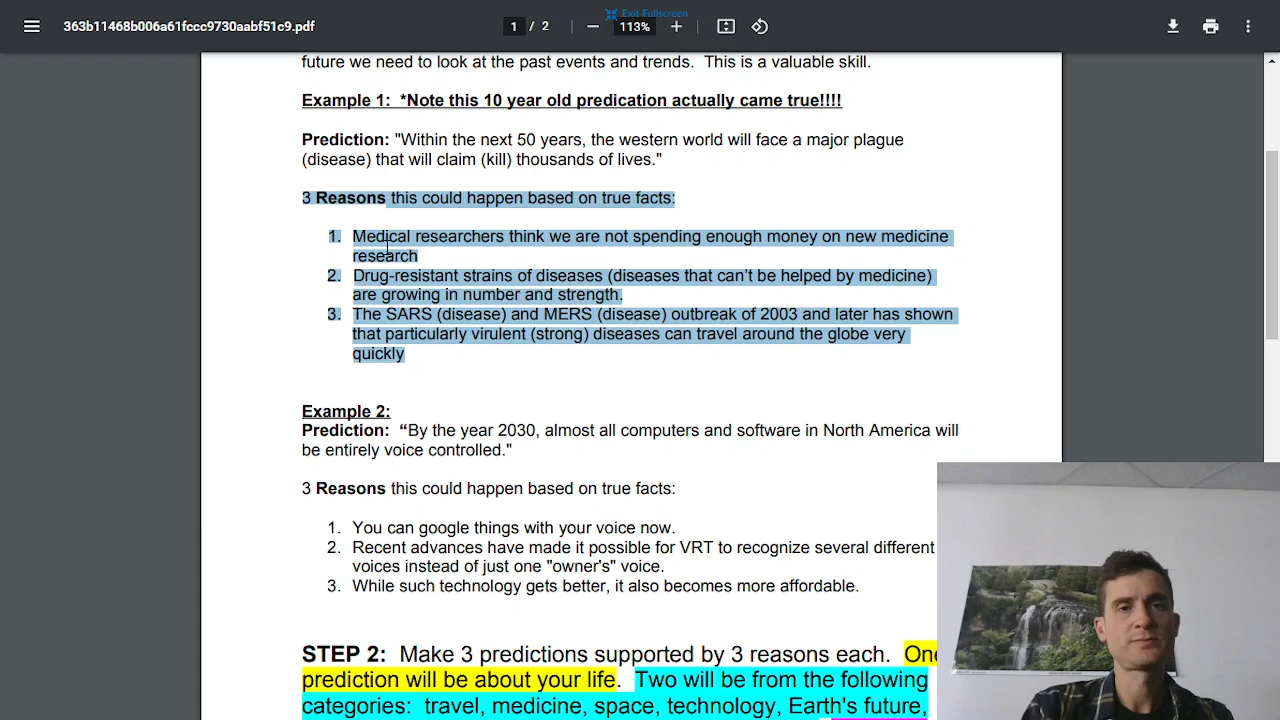 363b11468b006a61fccc9730aabf51c9.pdf
1 / 2
113%
Exit Fullscreen
future we need to look at the past events and trends. This is a valuable skill.
Example 1: *Note this 10 year old predication actually came true!!!!
Prediction: "Within the next 50 years, the western world will face a major plague
(disease) that will claim (kill) thousands of lives."
3 Reasons this could happen based on true facts:
1. Medical researchers think we are not spending enough money on new medicine
research
2. Drug-resistant strains of diseases (diseases that can’t be helped by medicine)
are growing in number and strength.
3. The SARS (disease) and MERS (disease) outbreak of 2003 and later has shown
that particularly virulent (strong) diseases can travel around the globe very
quickly
Example 2:
Prediction: “By the year 2030, almost all computers and software in North America will
be entirely voice controlled."
3 Reasons this could happen based on true facts:
1. You can google things with your voice now.
2. Recent advances have made it possible for VRT to recognize several different
voices instead of just one "owner's" voice.
3. While such technology gets better, it also becomes more affordable.
STEP 2: Make 3 predictions supported by 3 reasons each. One
prediction will be about your life. Two will be from the following
categories: travel, medicine, space, technology, Earth's future,